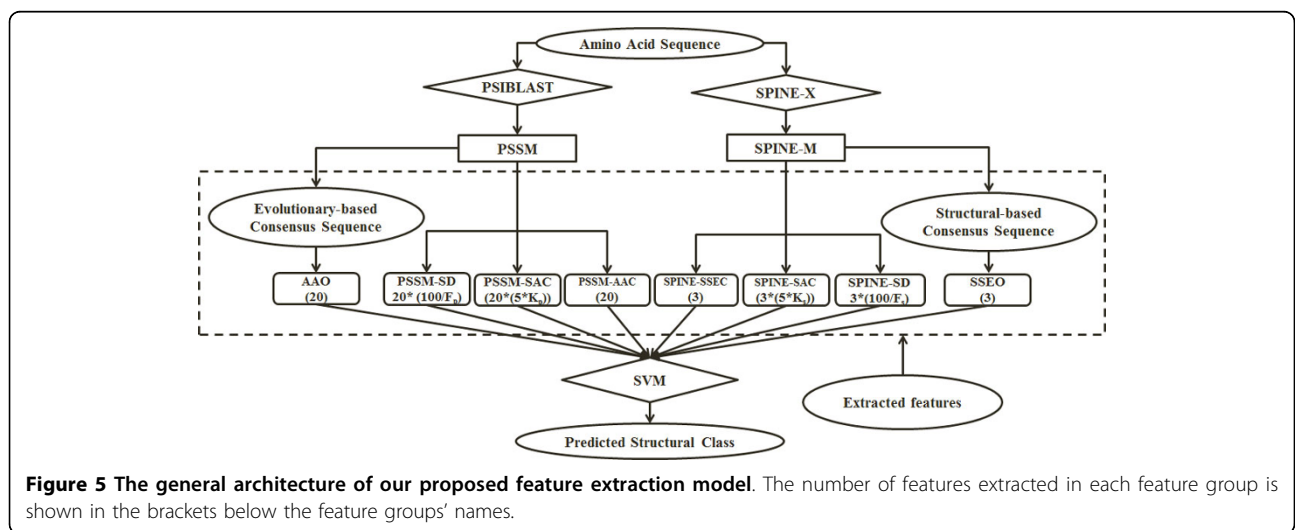 Amino Acid Sequence
PSIBLAST
SPINE-X
PSSM
SPINE-M
Evolutionary-based
Consensus Sequence
Structural-based
Consensus Sequence
AAO
(20)
PSSM-SD
20* (100/Fp)
PSSM-SAC
(20*(5*Kp))
PSSM-AAC
(20)
SPINE-SSEC
(3)
SPINE-SAC
(3*(5*Ks))
SPINE-SD
3*(100/Fs)
SSEO
(3)
SVM
Extracted features
Predicted Structural Class
Figure 5 The general architecture of our proposed feature extraction model. The number of features extracted in each feature group is
shown in the brackets below the feature groups' names.